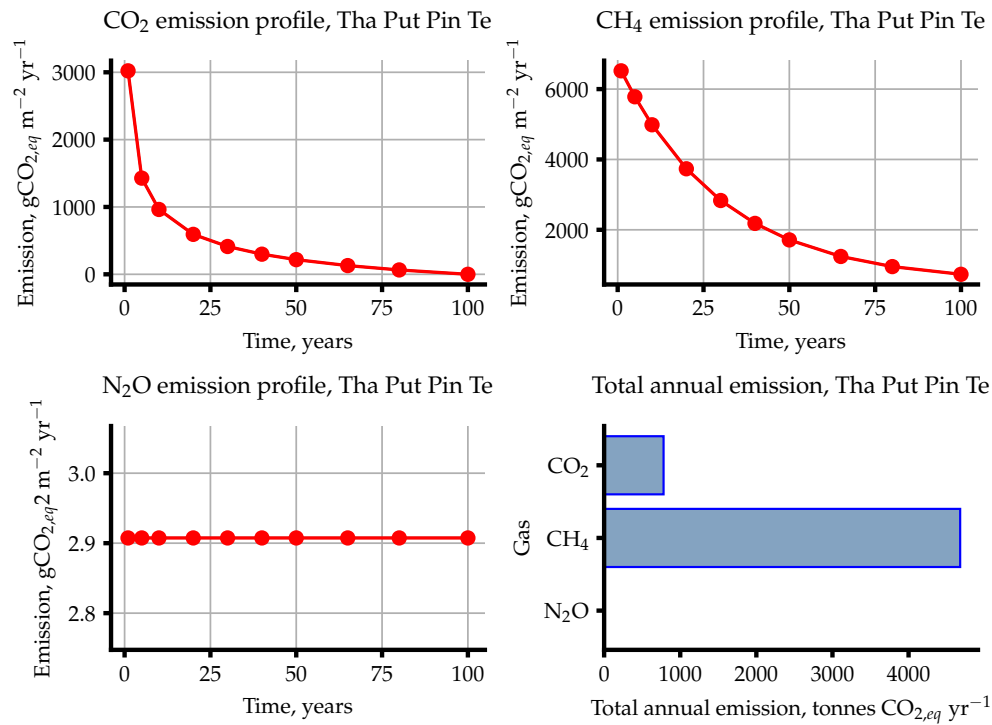 CO₂ emission profile, Tha Put Pin Te
Emission, gCO₂,eq m⁻² yr⁻¹
3000
2000
1000
0
0 25 50 75 100
Time, years
CH₄ emission profile, Tha Put Pin Te
Emission, gCO₂,eq m⁻² yr⁻¹
6000
4000
2000
0 25 50 75 100
Time, years
N₂O emission profile, Tha Put Pin Te
Emission, gCO₂,eq2 m⁻² yr⁻¹
3.0
2.9
2.8
0 25 50 75 100
Time, years
Total annual emission, Tha Put Pin Te
Gas
CO₂
CH₄
N₂O
0 1000 2000 3000 4000
Total annual emission, tonnes CO₂,eq yr⁻¹